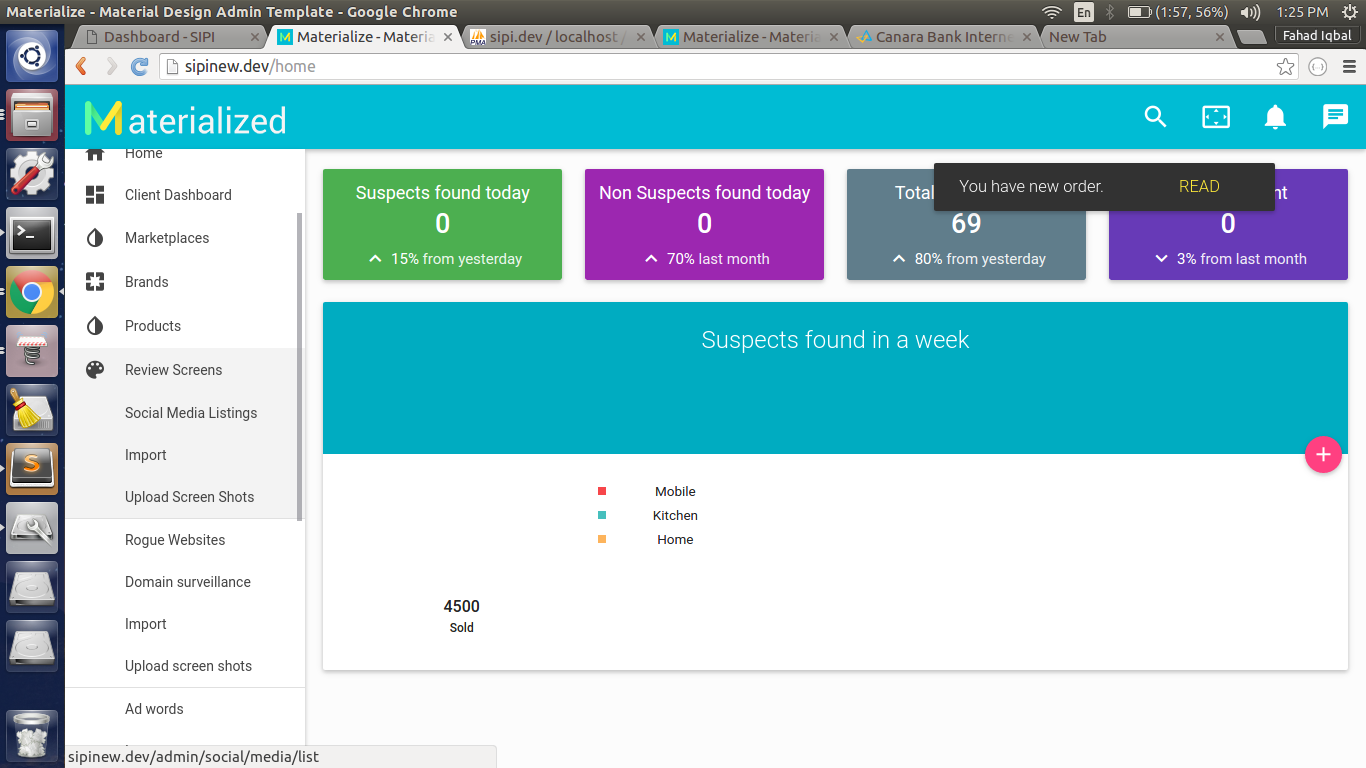 Materialize - Material Design Admin Template - Google Chrome
En
(1:57, 56%)
1:25 PM
Dashboard - SIPI
Materialize - Materia
sipi.dev / localhost /
Materialize - Materia
Canara Bank Interne
New Tab
Fahad Iqbal
sipinew.dev/home
Materialized
Home
Client Dashboard
Marketplaces
Brands
Products
Review Screens
Social Media Listings
Import
Upload Screen Shots
Rogue Websites
Domain surveillance
Import
Upload screen shots
Ad words
Suspects found today
0
15% from yesterday
Non Suspects found today
0
70% last month
Total
69
80% from yesterday
nt
0
3% from last month
You have new order.
READ
Suspects found in a week
Mobile
Kitchen
Home
4500
Sold
sipinew.dev/admin/social/media/list